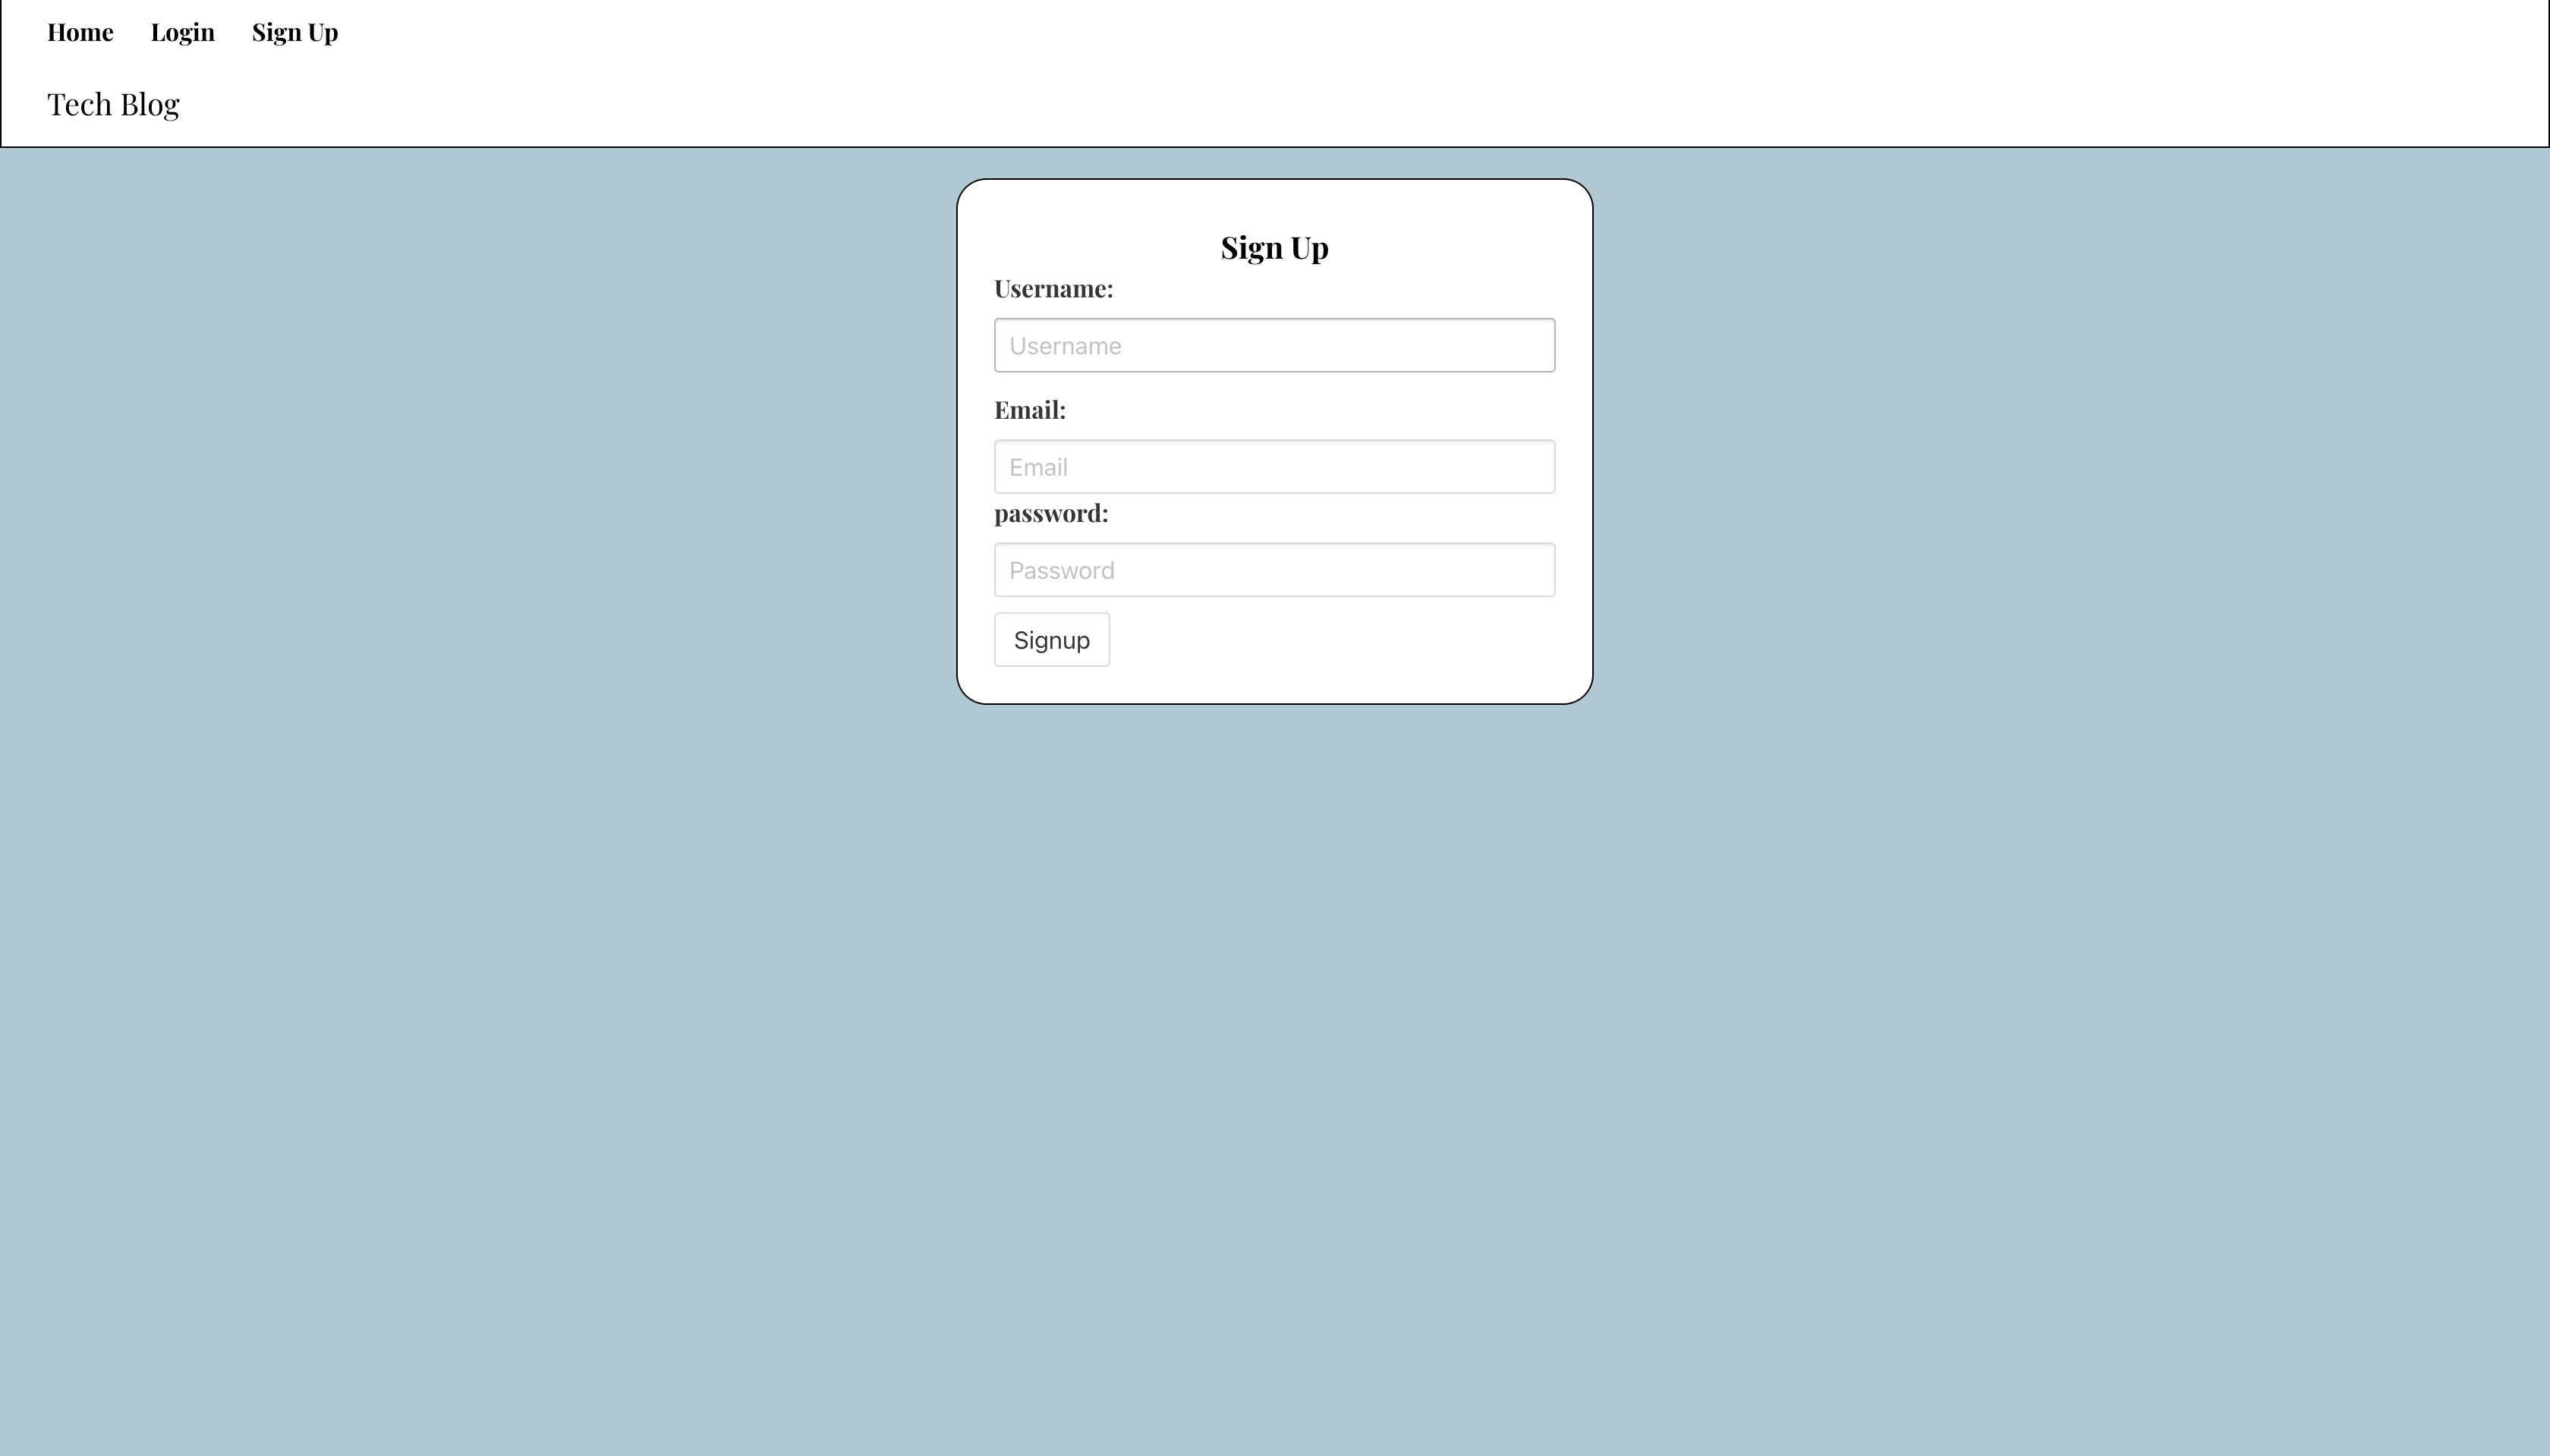 Home Login Sign Up
Tech Blog
Sign Up
Username:
Username
Email:
Email
password:
Password
Signup